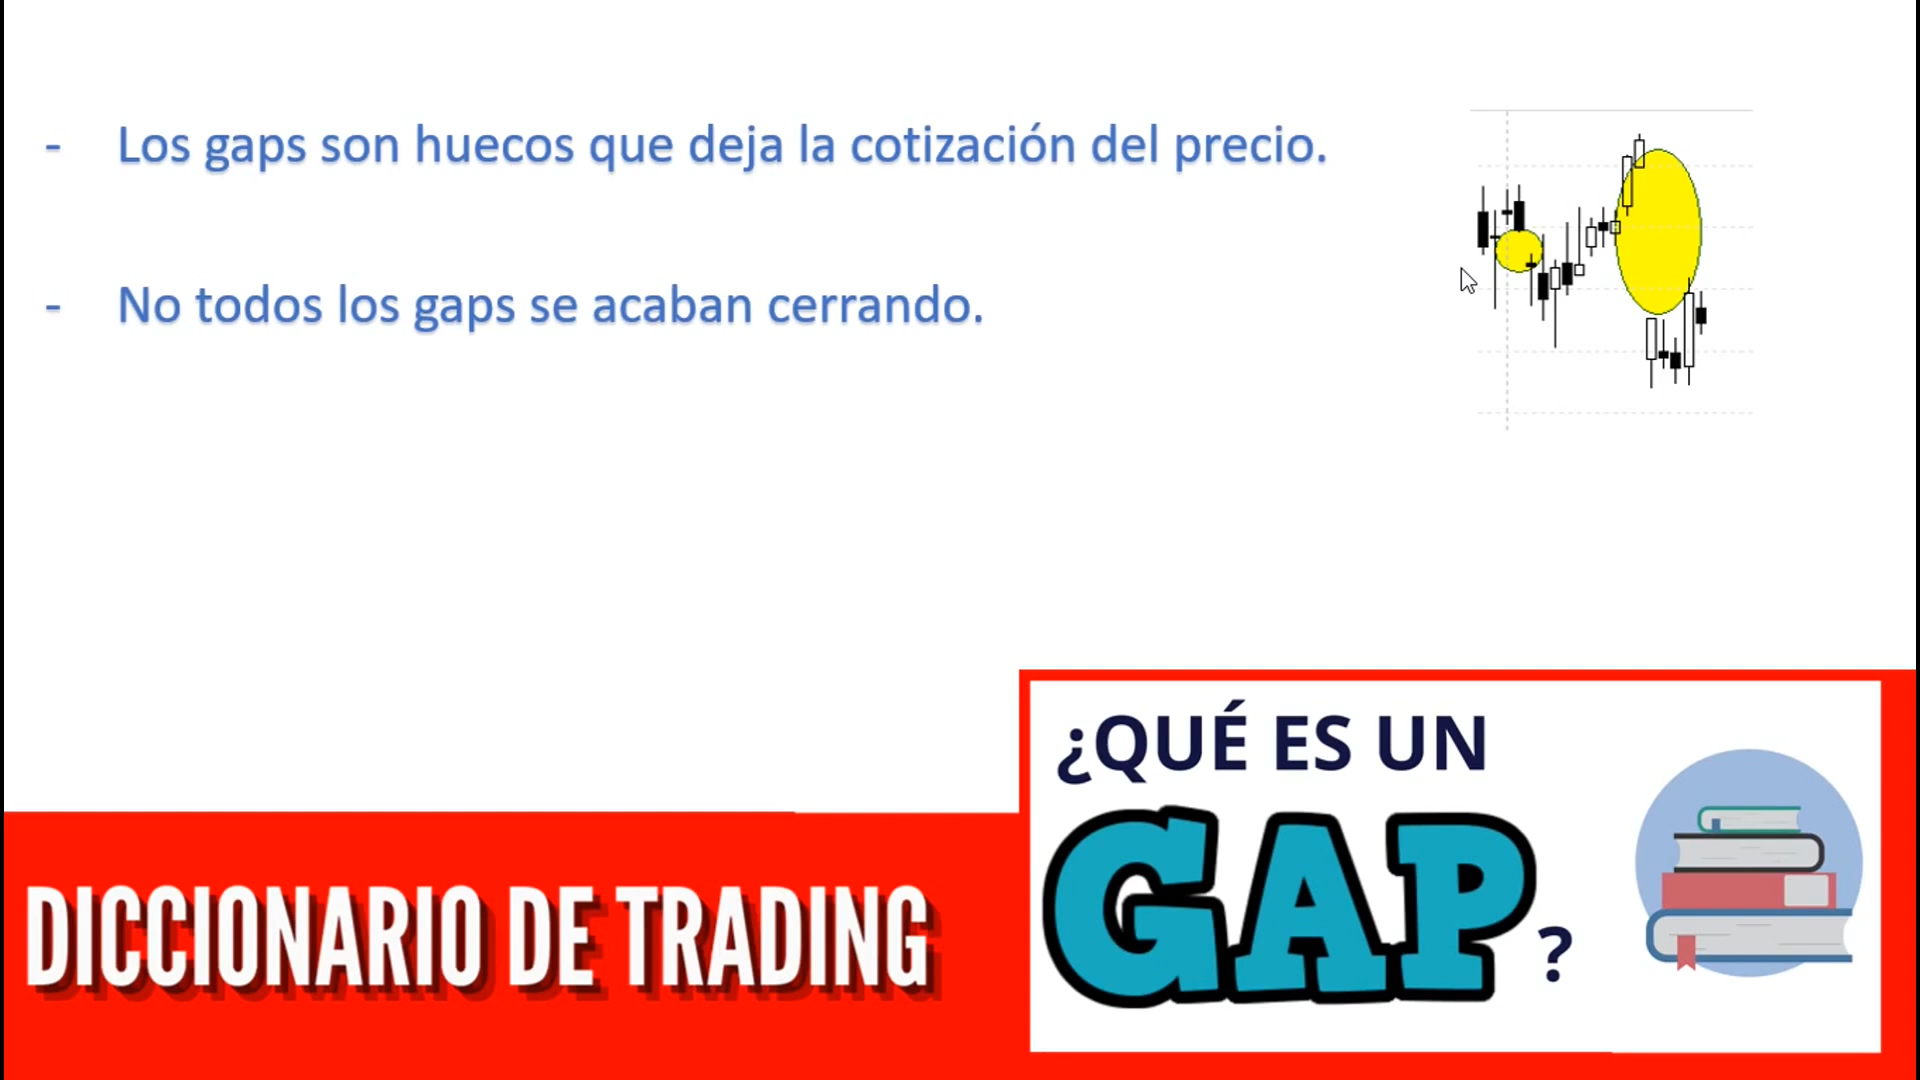 - Los gaps son huecos que deja la cotización del precio.
- No todos los gaps se acaban cerrando.
DICCIONARIO DE TRADING
¿QUÉ ES UN
GAP?